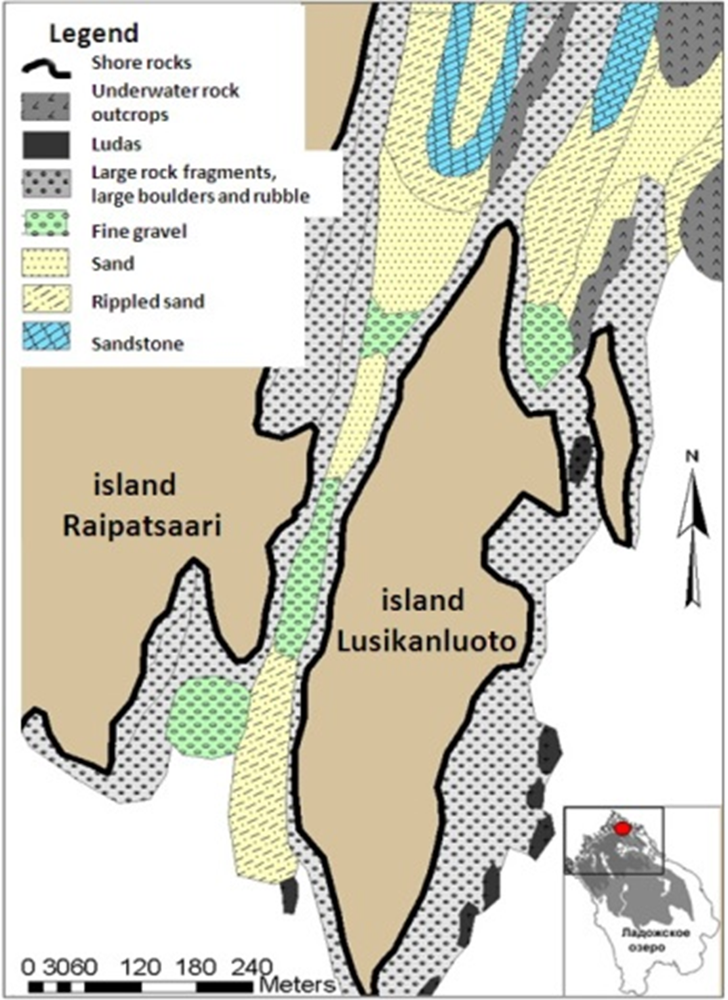 Legend
Shore rocks
Underwater rock
outcrops
Ludas
Large rock fragments,
large boulders and rubble
Fine gravel
Sand
Rippled sand
Sandstone
island
Raipatsaari
island
Lusikanluoto
N
Ладожское
озеро
0 3060 120 180 240
Meters